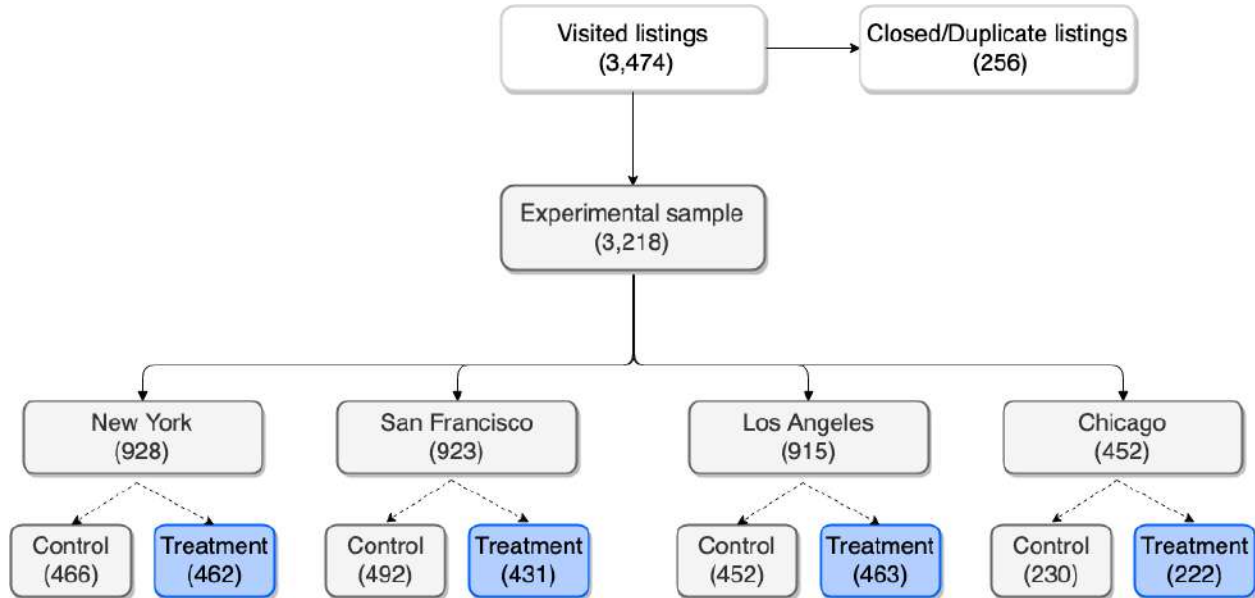 Visited listings
(3,474)
Closed/Duplicate listings
(256)
Experimental sample
(3,218)
New York
(928)
San Francisco
(923)
Los Angeles
(915)
Chicago
(452)
Control
(466)
Treatment
(462)
Control
(492)
Treatment
(431)
Control
(452)
Treatment
(463)
Control
(230)
Treatment
(222)